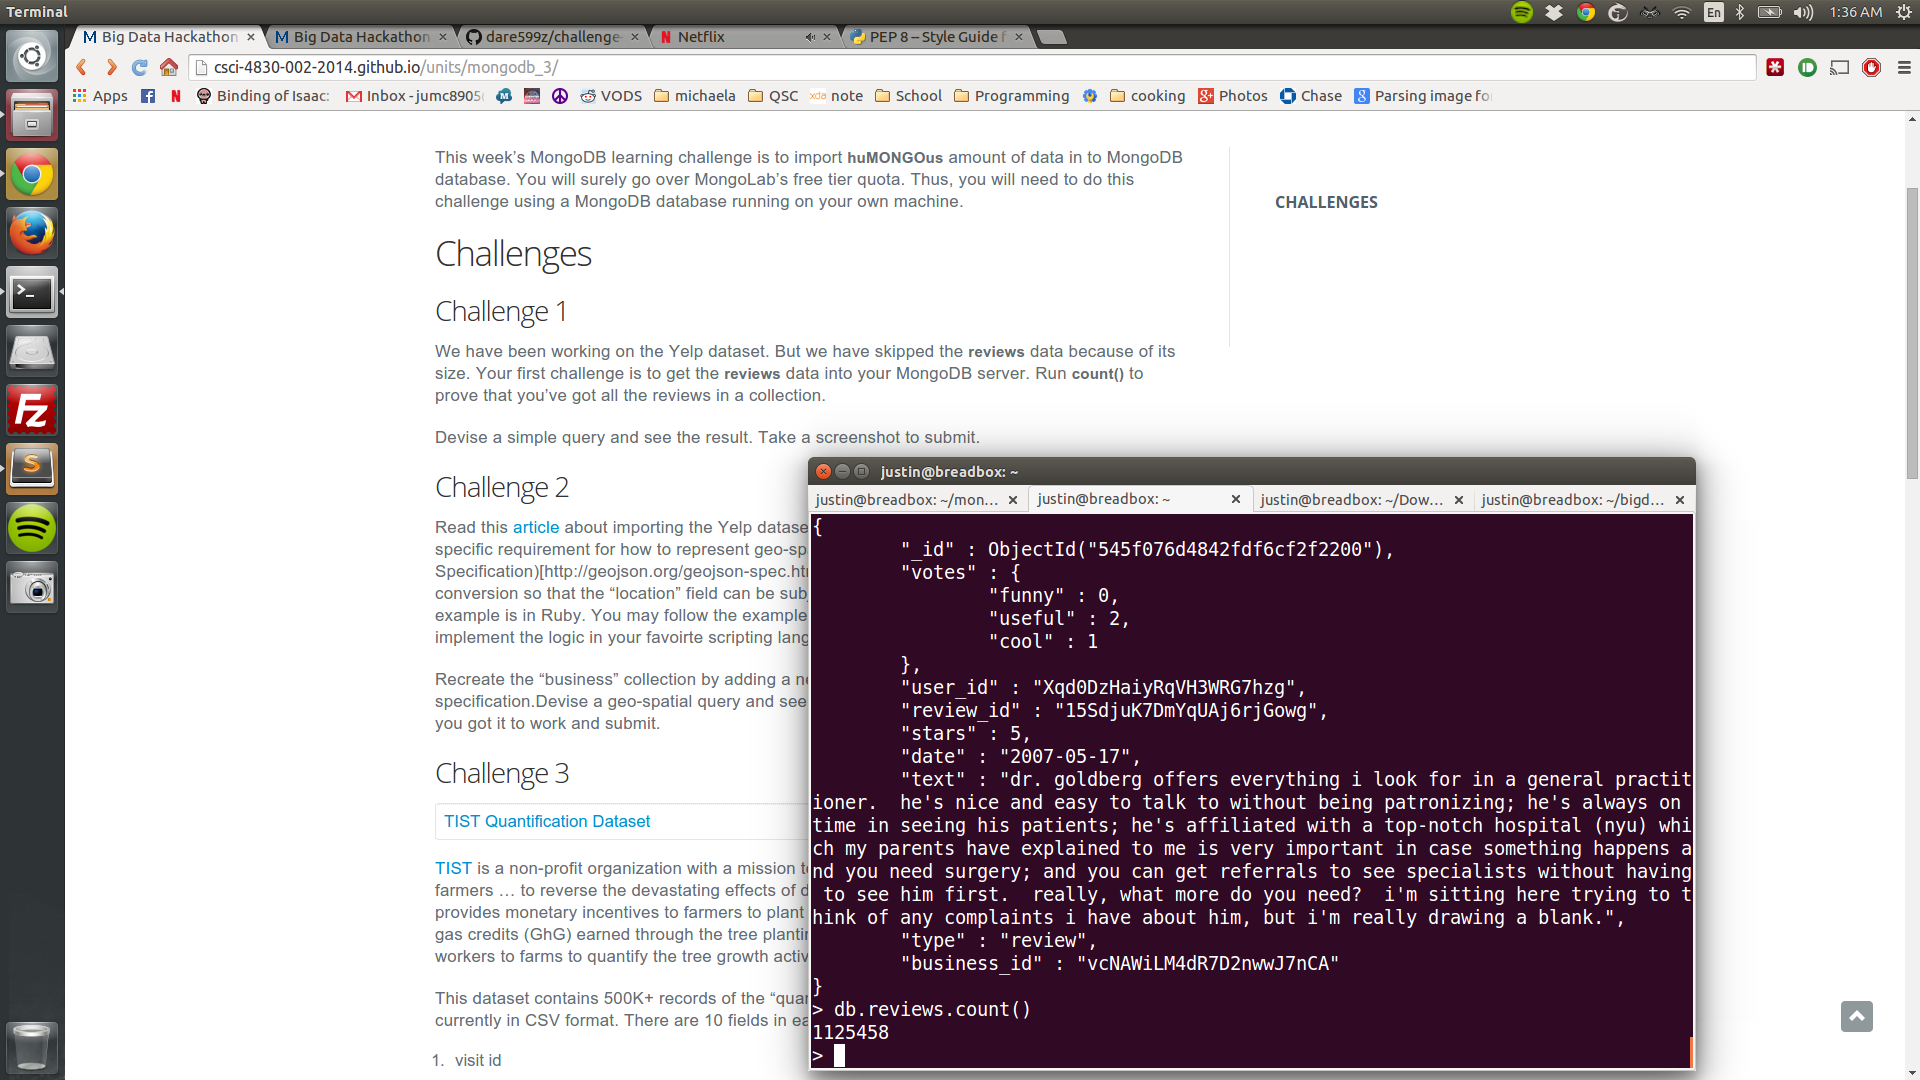 Terminal
En
1:36 AM
Big Data Hackathon
Big Data Hackathon
dare599z/challenge-
Netflix
PEP 8 -- Style Guide f
csci-4830-002-2014.github.io/units/mongodb_3/
Apps
Binding of Isaac:
Inbox - jumc8905
VODS
michaela
QSC
xda note
School
Programming
cooking
Photos
Chase
Parsing image fo
This week’s MongoDB learning challenge is to import huMONGOus amount of data in to MongoDB
database. You will surely go over MongoLab’s free tier quota. Thus, you will need to do this
challenge using a MongoDB database running on your own machine.
CHALLENGES
Challenges
Challenge 1
We have been working on the Yelp dataset. But we have skipped the reviews data because of its
size. Your first challenge is to get the reviews data into your MongoDB server. Run count() to
prove that you’ve got all the reviews in a collection.
Devise a simple query and see the result. Take a screenshot to submit.
Challenge 2
Read this article about importing the Yelp datase
specific requirement for how to represent geo-sp
Specification)[http://geojson.org/geojson-spec.htm
conversion so that the “location” field can be sub
example is in Ruby. You may follow the example
implement the logic in your favoirte scripting lang
Recreate the “business” collection by adding a ne
specification.Devise a geo-spatial query and see
you got it to work and submit.
Challenge 3
TIST Quantification Dataset
TIST is a non-profit organization with a mission to
farmers … to reverse the devastating effects of d
provides monetary incentives to farmers to plant
gas credits (GhG) earned through the tree plantin
workers to farms to quantify the tree growth activ
This dataset contains 500K+ records of the “quan
currently in CSV format. There are 10 fields in ea
1. visit id
justin@breadbox: ~
justin@breadbox: ~/mon...
justin@breadbox: ~
justin@breadbox: ~/Dow...
justin@breadbox: ~/bigd...
{
"_id" : ObjectId("545f076d4842fdf6cf2f2200"),
"votes" : {
"funny" : 0,
"useful" : 2,
"cool" : 1
},
"user_id" : "Xqd0DzHaiyRqVH3WRG7hzg",
"review_id" : "15SdjuK7DmYqUAj6rjGowg",
"stars" : 5,
"date" : "2007-05-17",
"text" : "dr. goldberg offers everything i look for in a general practit
ioner.  he's nice and easy to talk to without being patronizing; he's always on
time in seeing his patients; he's affiliated with a top-notch hospital (nyu) whi
ch my parents have explained to me is very important in case something happens a
nd you need surgery; and you can get referrals to see specialists without having
to see him first.  really, what more do you need?  i'm sitting here trying to t
hink of any complaints i have about him, but i'm really drawing a blank.",
"type" : "review",
"business_id" : "vcNAWiLM4dR7D2nwwJ7nCA"
}
> db.reviews.count()
1125458
>